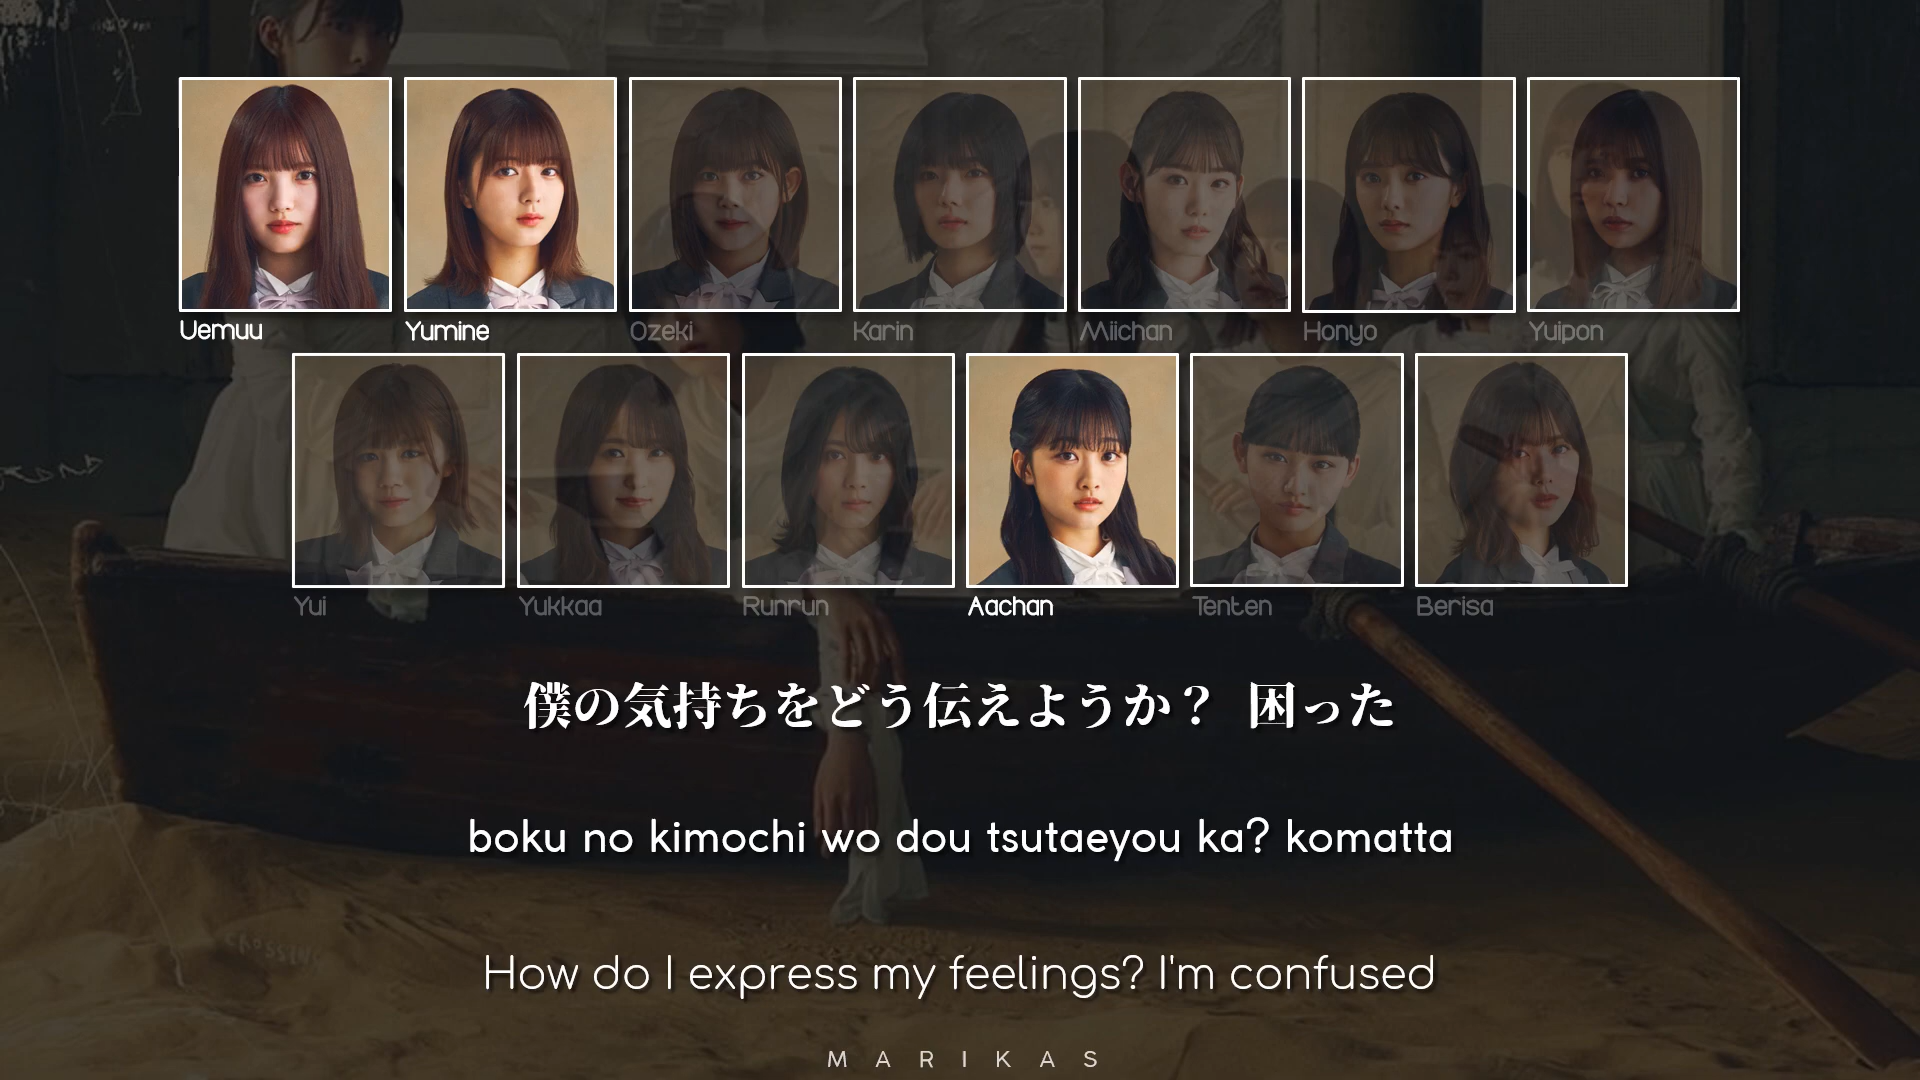 Uemuu Yumine Ozeki Karin Miichan Honyo Yuipon
Yui Yukkaa Runrun Aachan Tenten Berisa
僕の気持ちをどう伝えようか？ 困った
boku no kimochi wo dou tsutaeyou ka? komatta
How do I express my feelings? I'm confused
MARIKAS